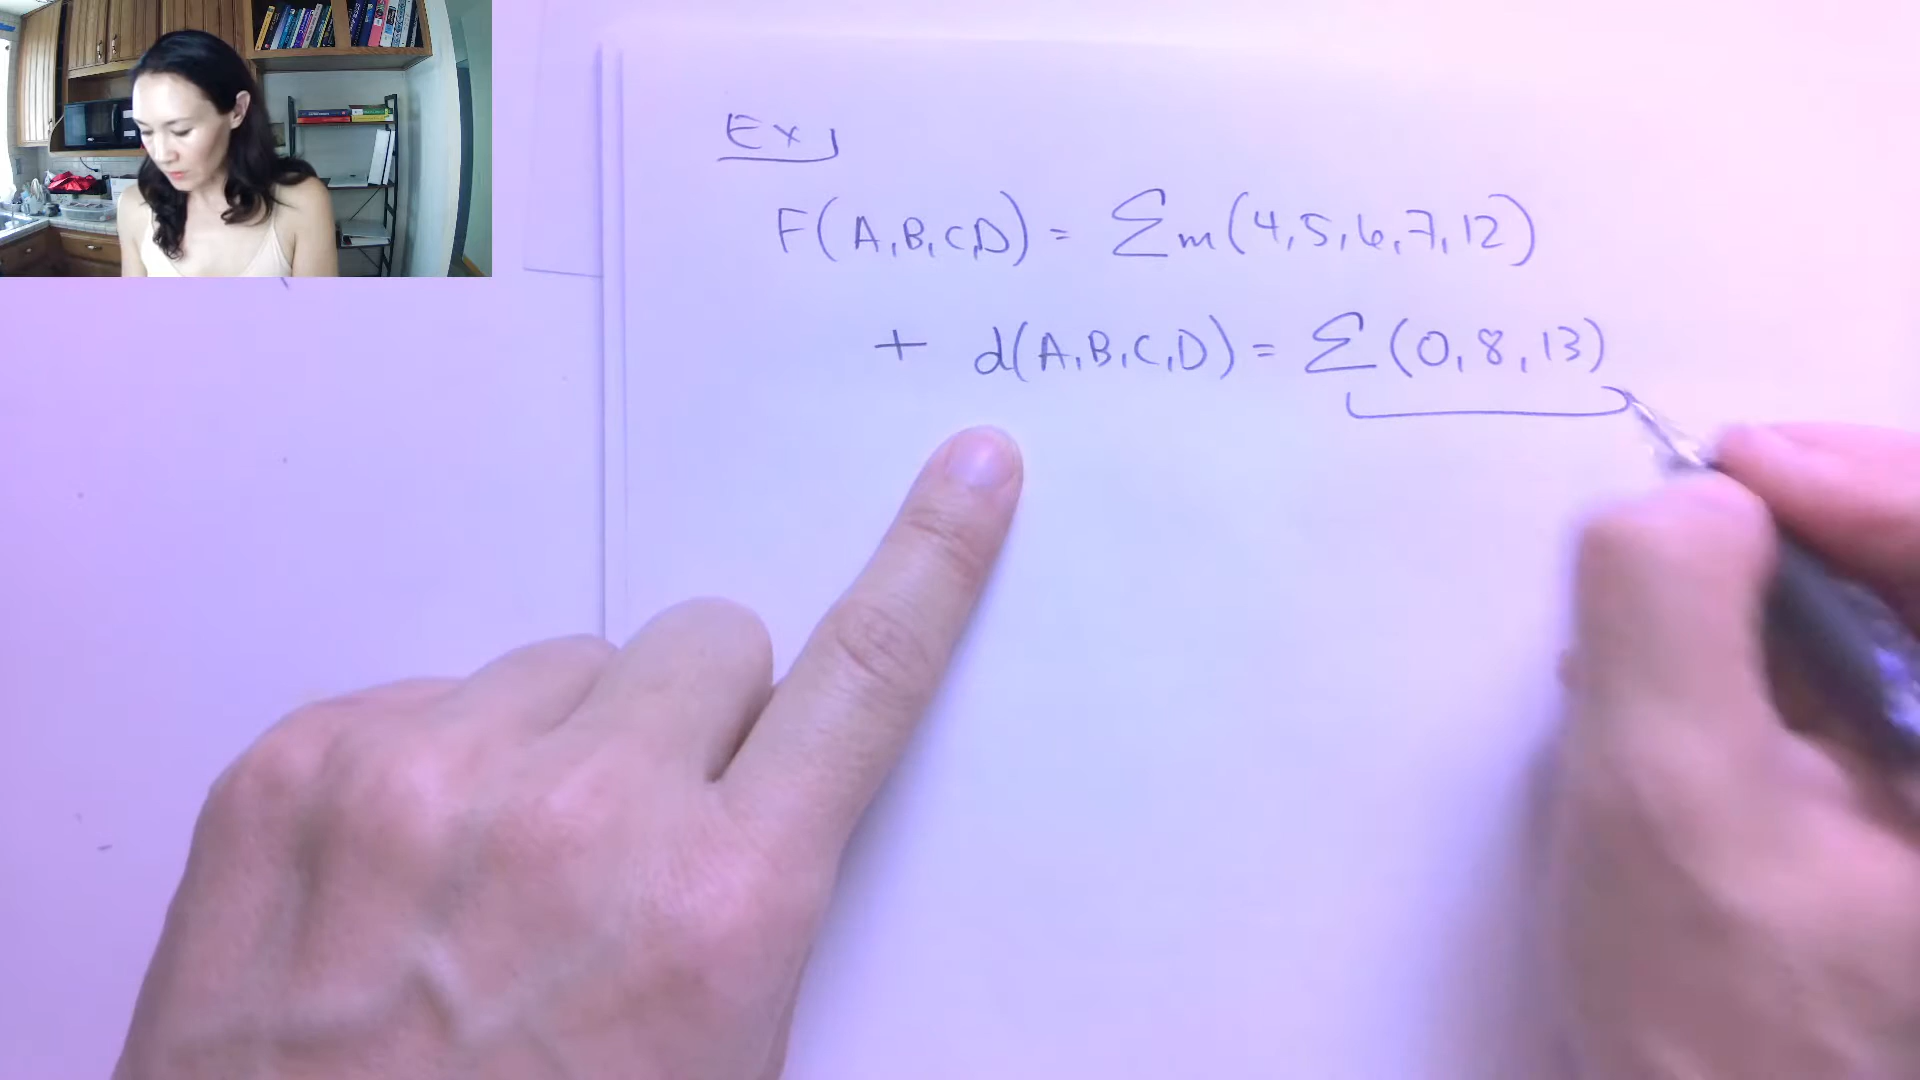 Ex
F(A,B,C,D) = Σm(4,5,6,7,12)
+ d(A,B,C,D) = Σ(0,8,13)